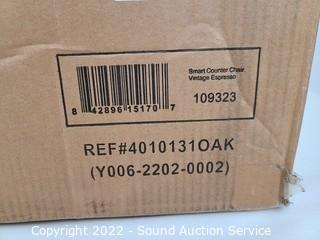 Smart Counter Chair,
Vintage Espresso
109323
8 42896 15170 7
REF#4010131OAK
(Y006-2202-0002)
Copyright 2022 - Sound Auction Service